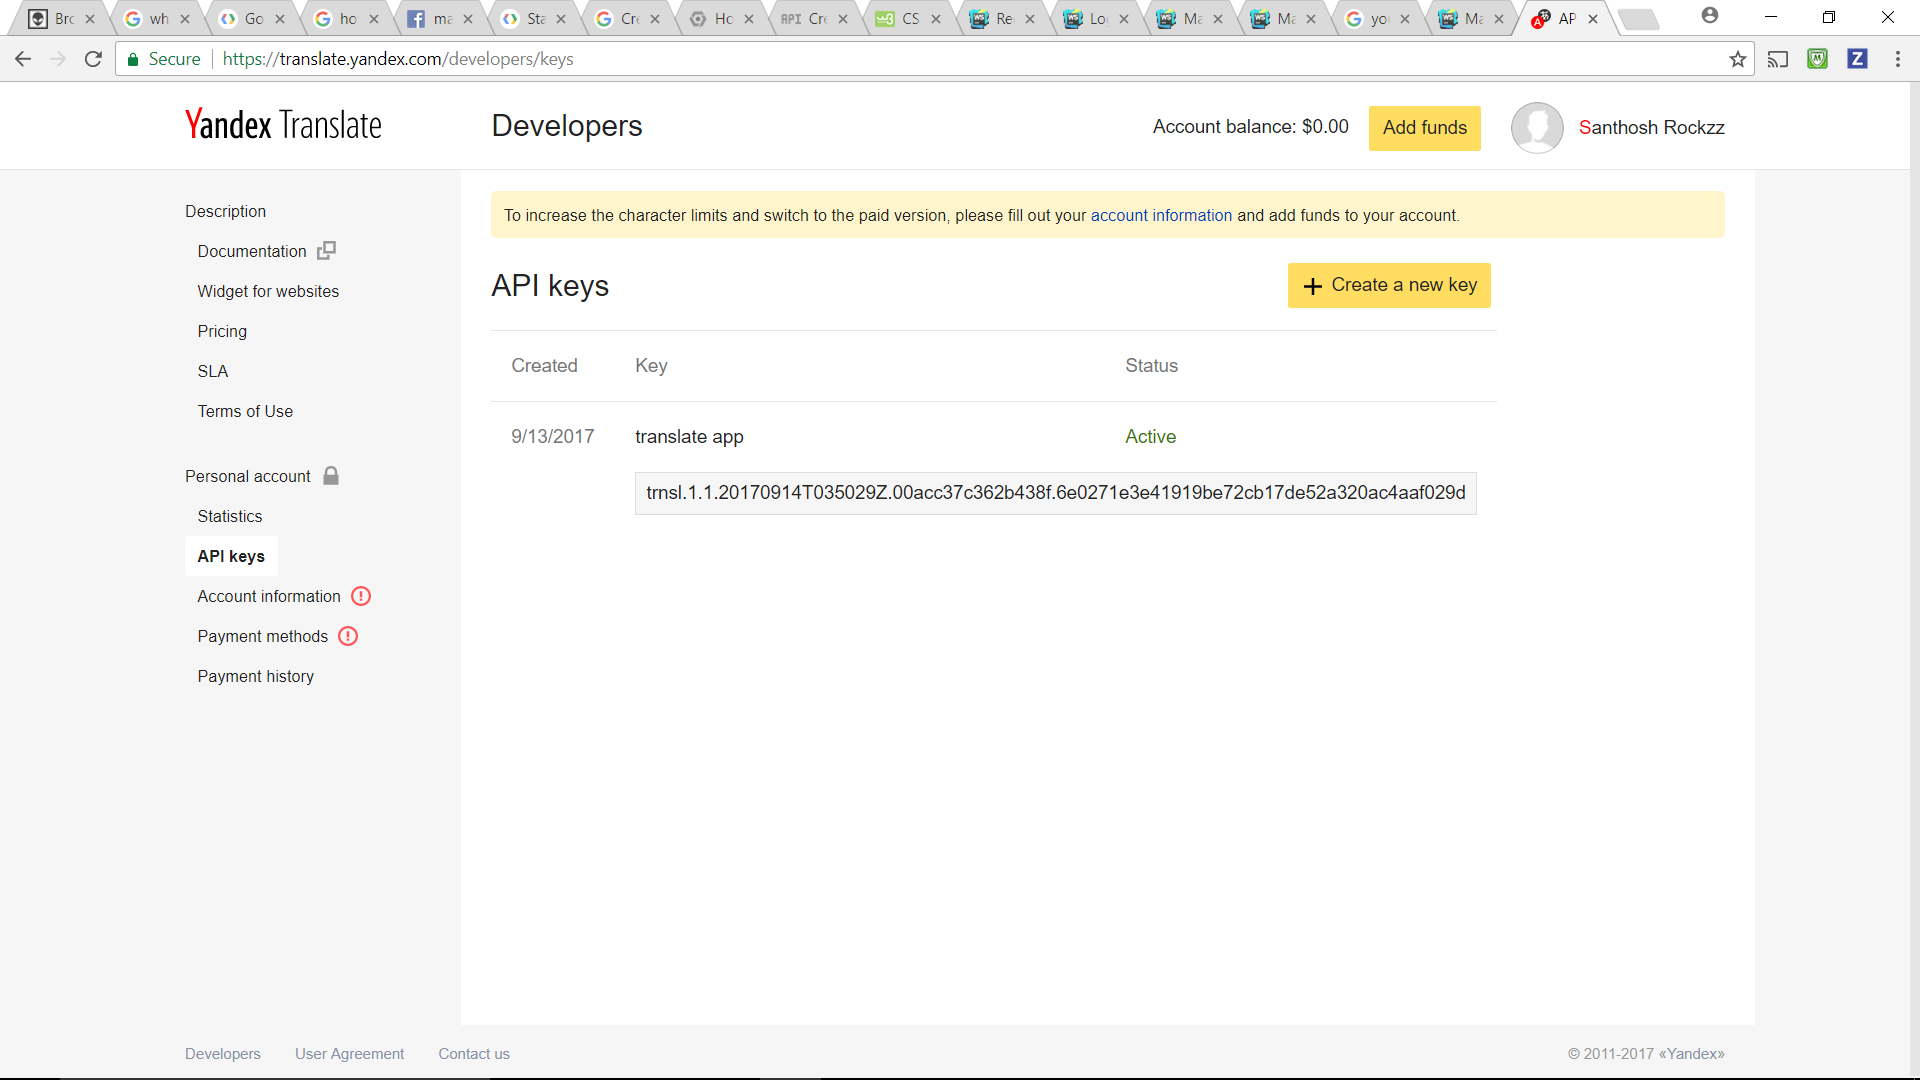 Bro
wh
Go
ho
ma
Sta
Cre
Ho
API Cre
CS
Re
Lo
Ma
Ma
yo
Ma
AP
Secure https://translate.yandex.com/developers/keys
Yandex Translate
Developers
Account balance: $0.00
Add funds
Santhosh Rockzz
Description
Documentation
Widget for websites
Pricing
SLA
Terms of Use
Personal account
Statistics
API keys
Account information
Payment methods
Payment history
To increase the character limits and switch to the paid version, please fill out your account information and add funds to your account.
API keys
Create a new key
Created Key Status
9/13/2017 translate app Active
trnsl.1.1.20170914T035029Z.00acc37c362b438f.6e0271e3e41919be72cb17de52a320ac4aaf029d
Developers User Agreement Contact us
© 2011-2017 «Yandex»